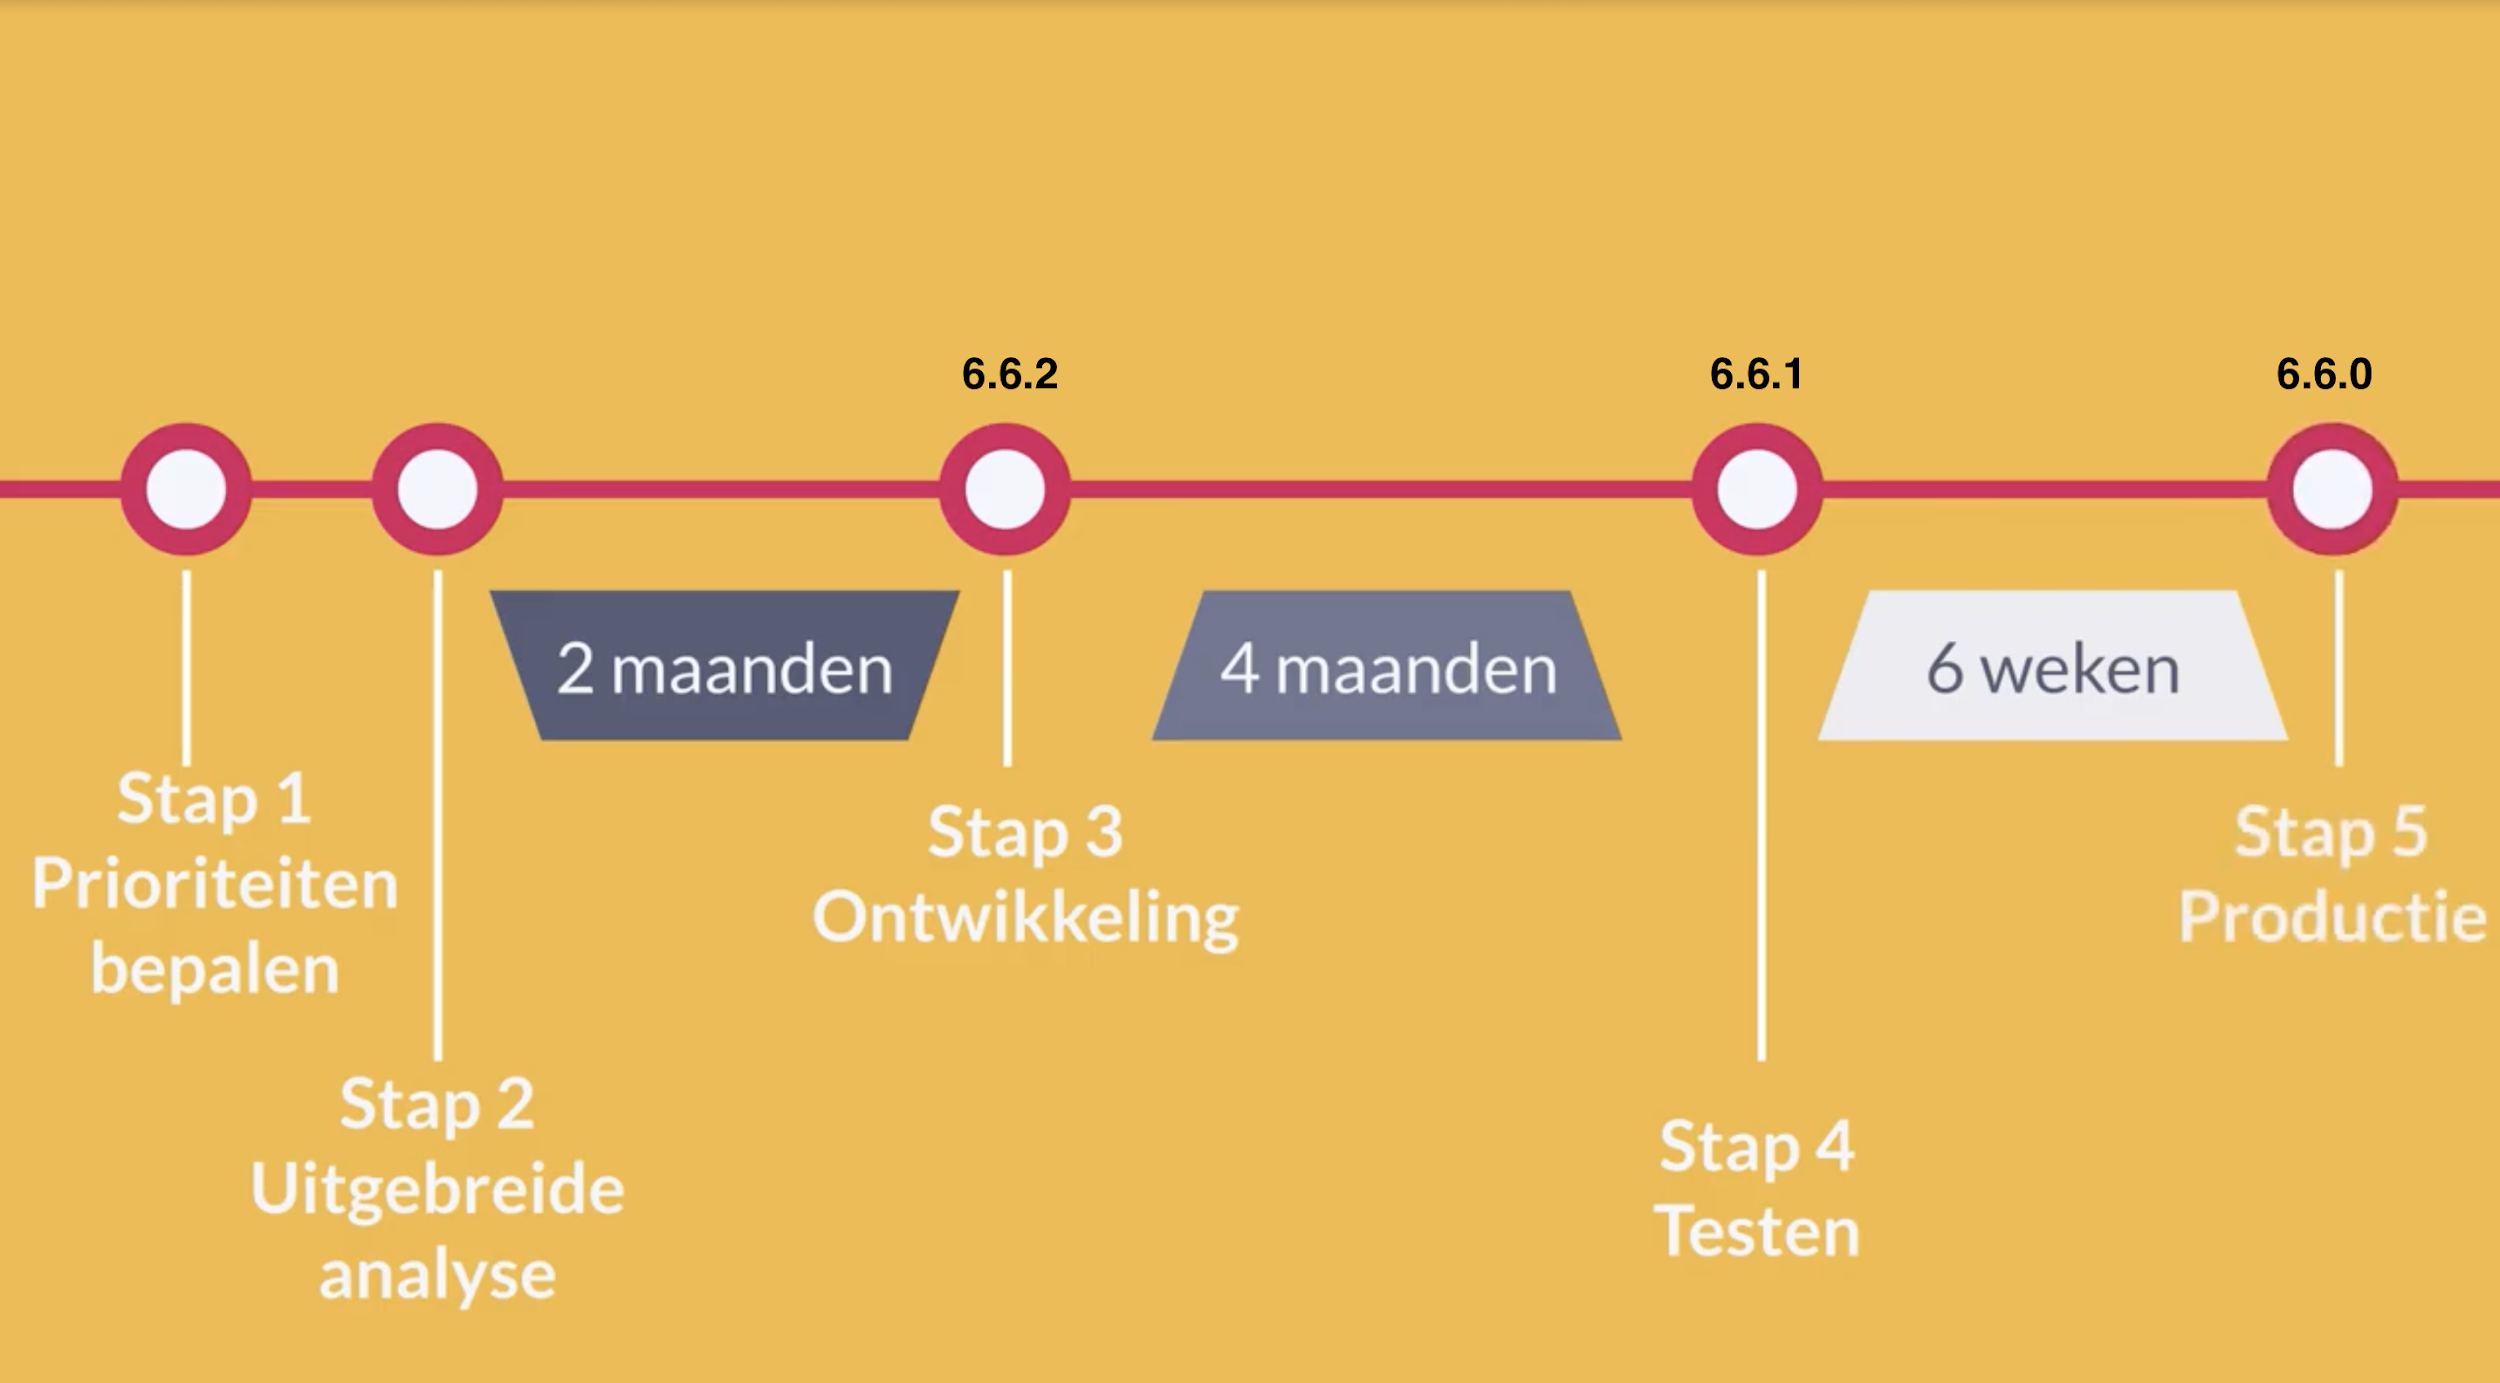 6.6.2
6.6.1
6.6.0
2 maanden
4 maanden
6 weken
Stap 1
Prioriteiten
bepalen
Stap 2
Uitgebreide
analyse
Stap 3
Ontwikkeling
Stap 4
Testen
Stap 5
Productie